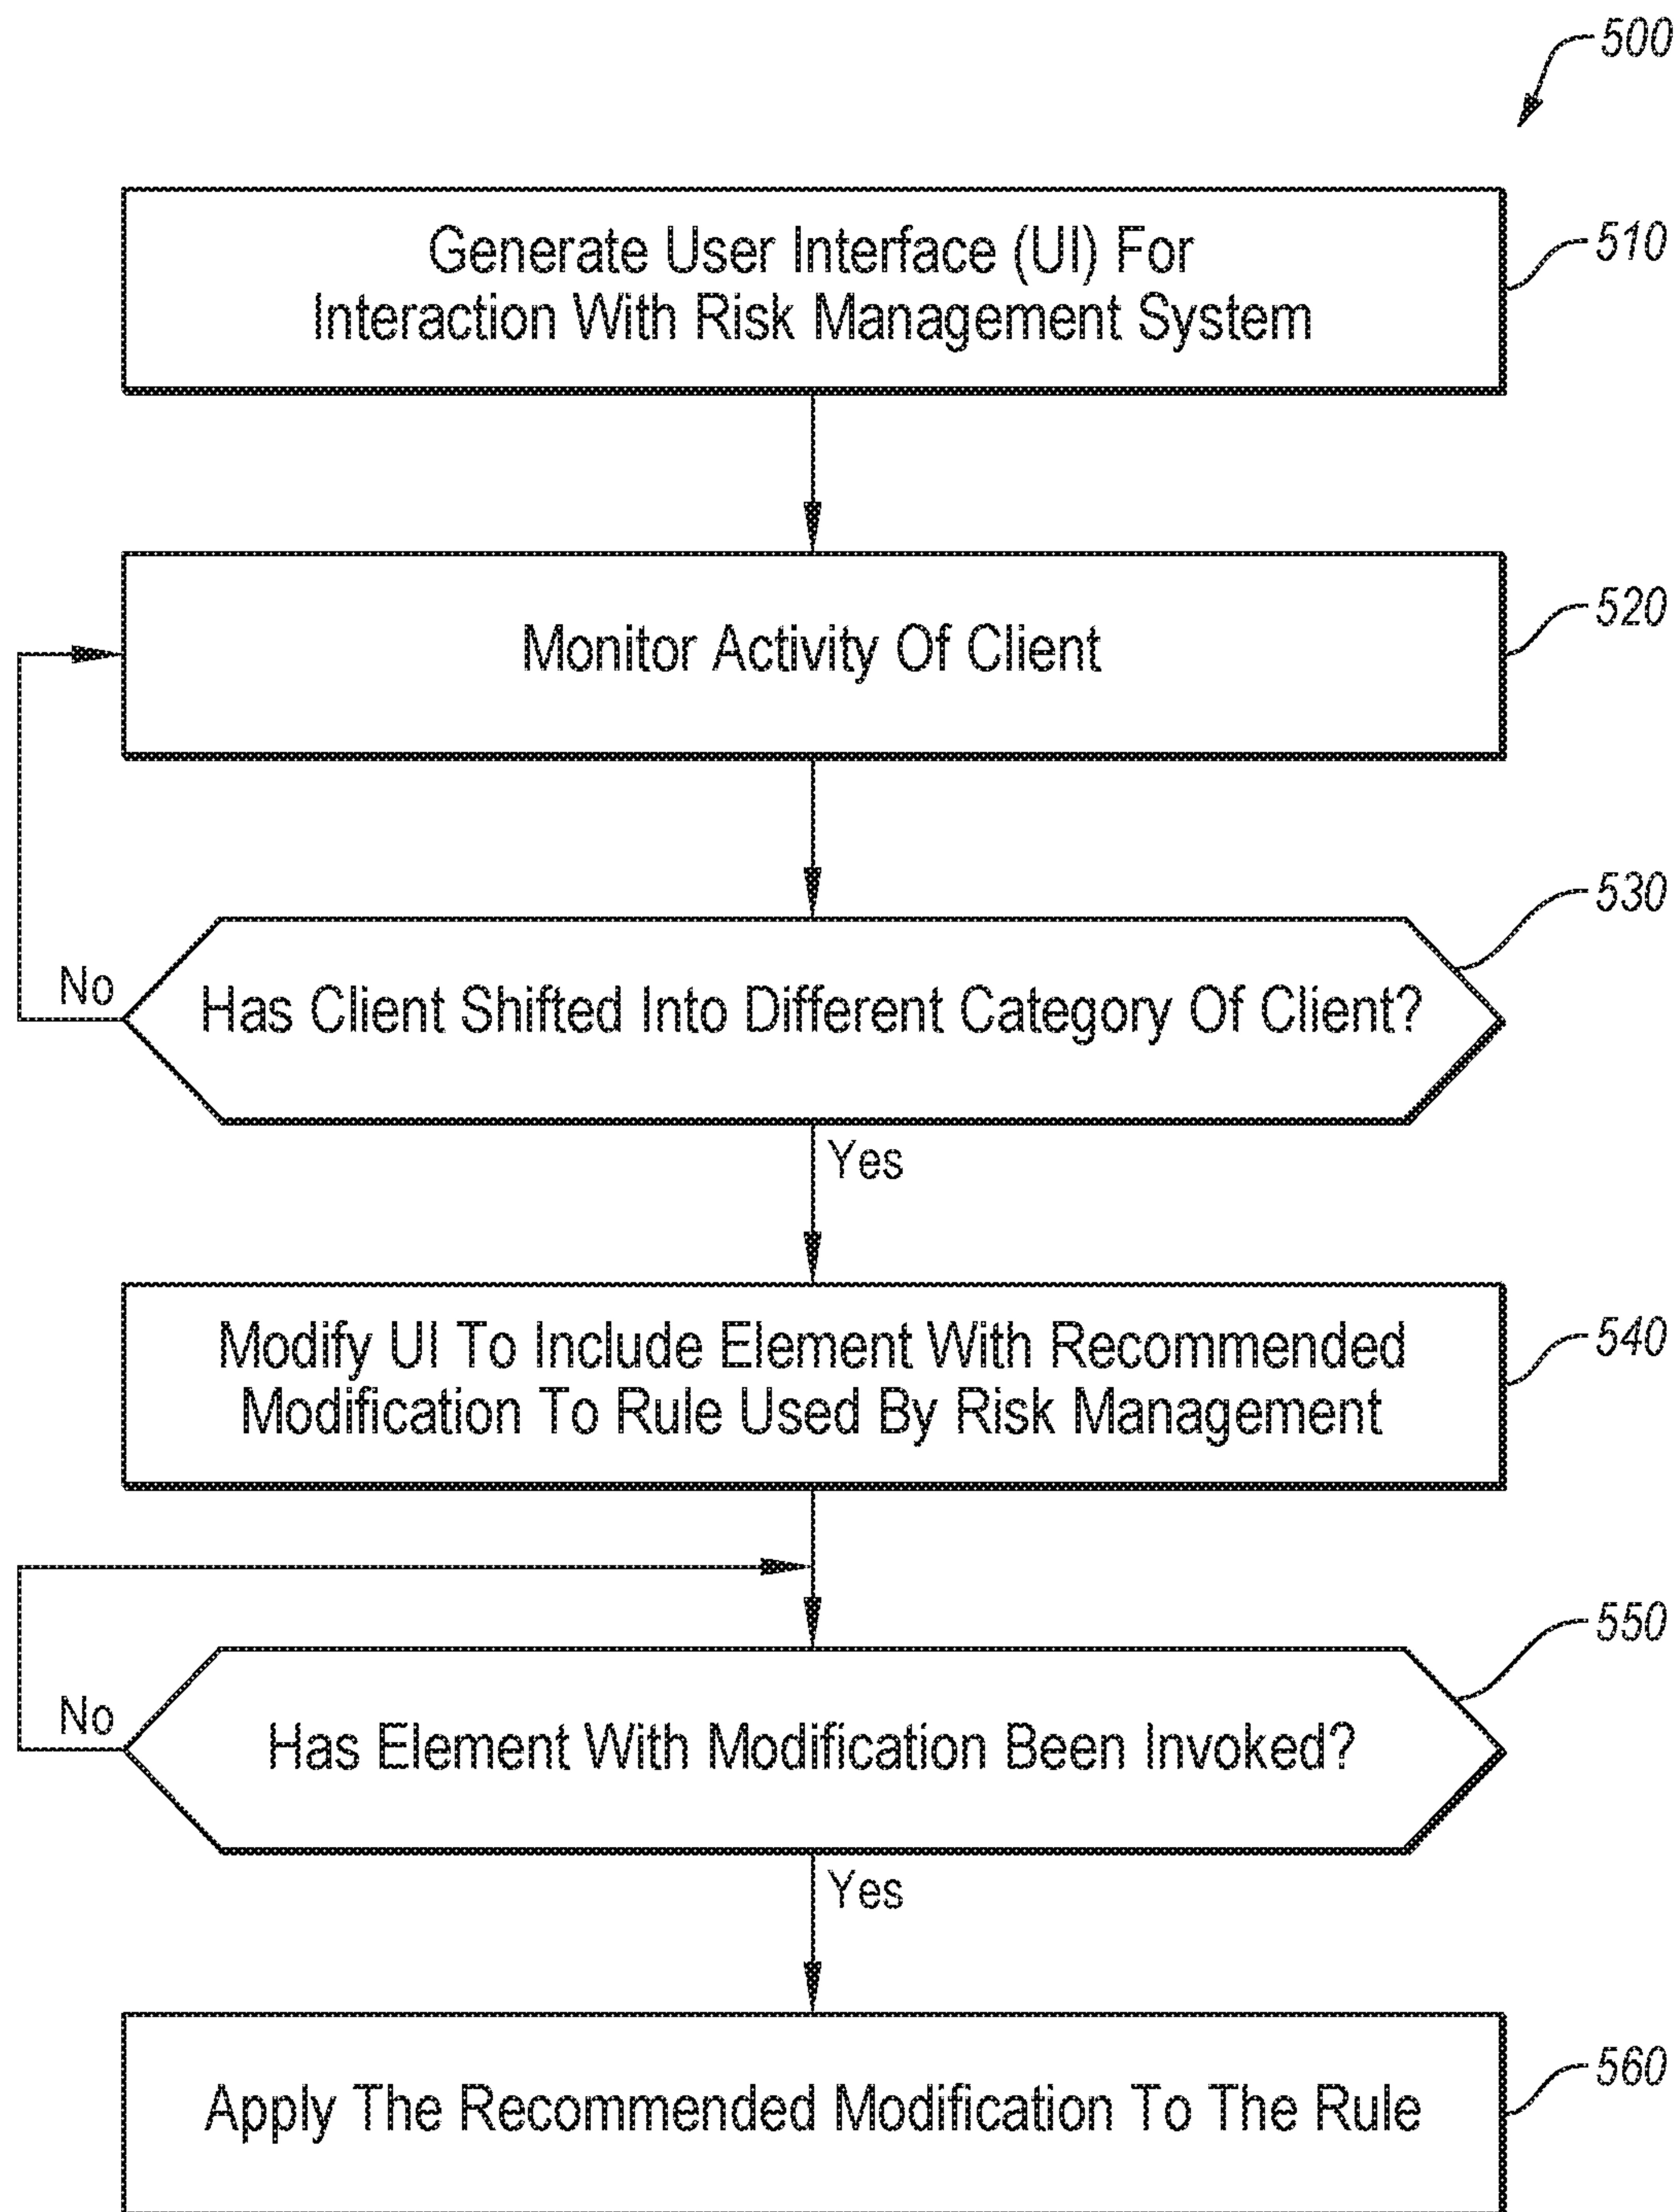 500
Generate User Interface (UI) For
Interaction With Risk Management System
510
Monitor Activity Of Client
520
Has Client Shifted Into Different Category Of Client?
530
No
Yes
Modify UI To Include Element With Recommended
Modification To Rule Used By Risk Management
540
Has Element With Modification Been Invoked?
550
No
Yes
Apply The Recommended Modification To The Rule
560